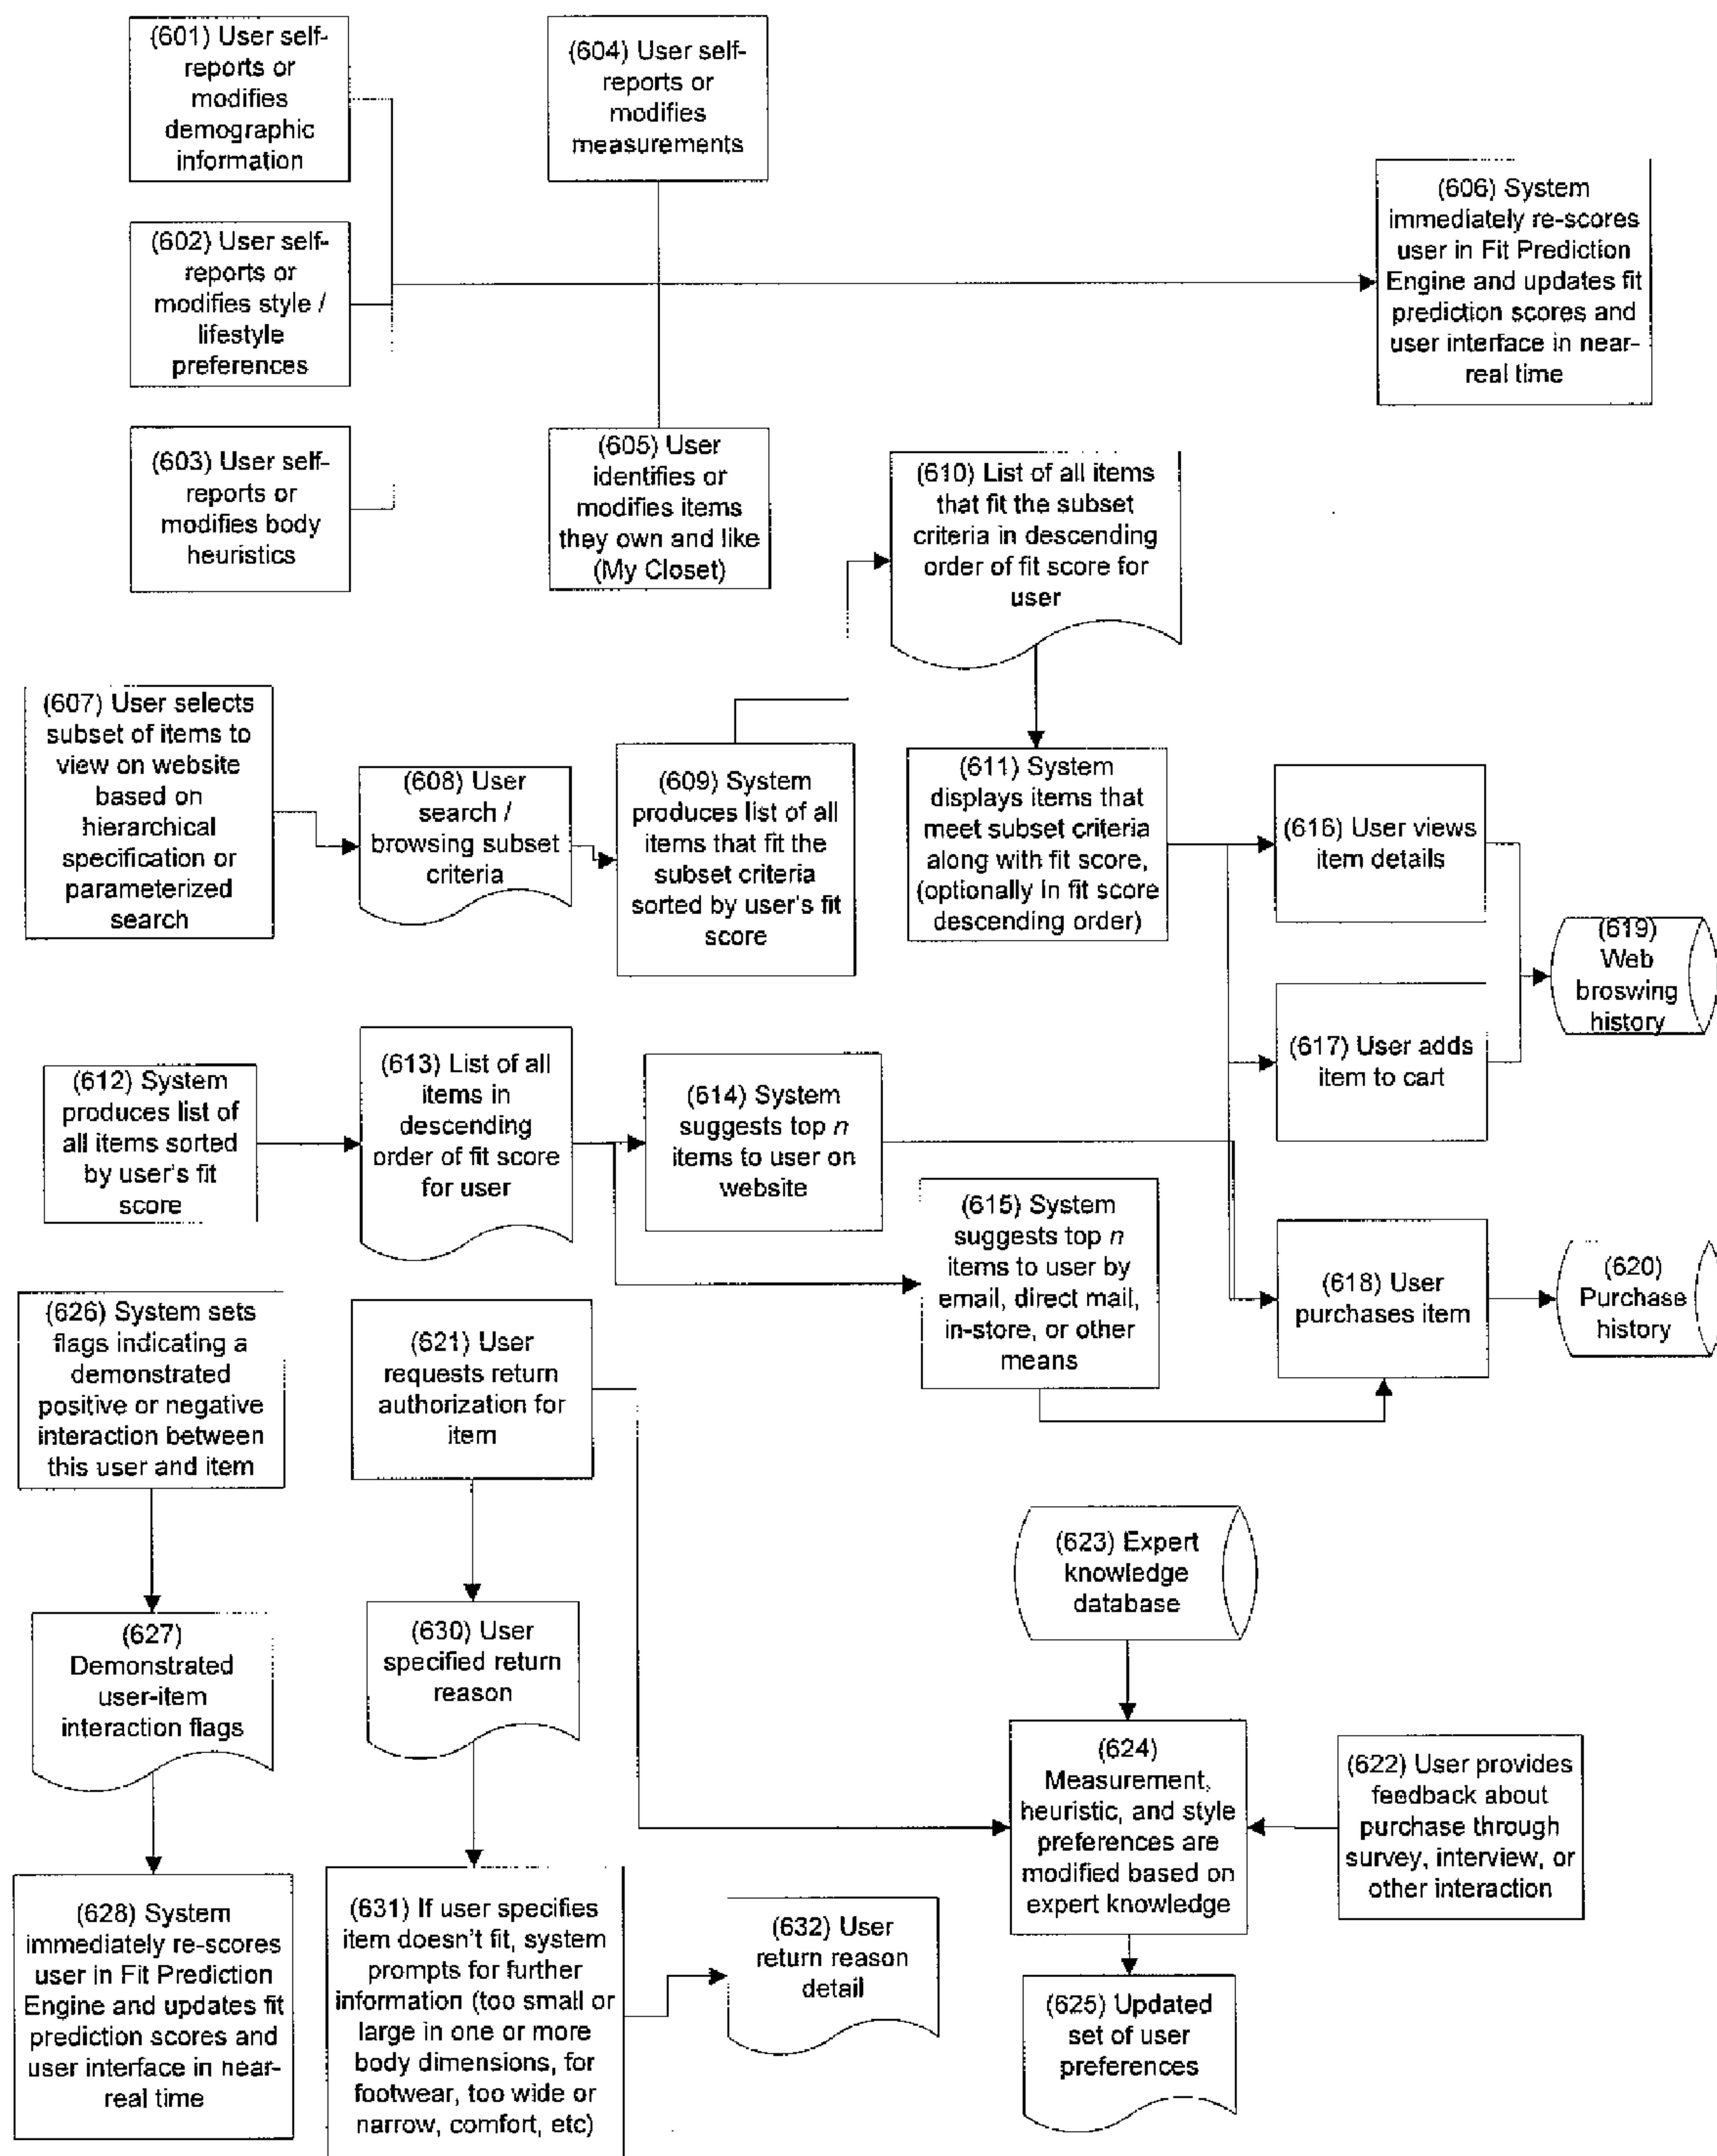 (601) User self-
reports or
modifies
demographic
information
(604) User self-
reports or
modifies
measurements
(606) System
immediately re-scores
user in Fit Prediction
Engine and updates fit
prediction scores and
user interface in near-
real time
(602) User self-
reports or
modifies style /
lifestyle
preferences
(603) User self-
reports or
modifies body
heuristics
(605) User
identifies or
modifies items
they own and like
(My Closet)
(610) List of all items
that fit the subset
criteria in descending
order of fit score for
user
(607) User selects
subset of items to
view on website
based on
hierarchical
specification or
parameterized
search
(608) User
search /
browsing subset
criteria
(609) System
produces list of all
items that fit the
subset criteria
sorted by user's fit
score
(611) System
displays items that
meet subset criteria
along with fit score,
(optionally in fit score
descending order)
(616) User views
item details
(619)
Web
broswing
history
(617) User adds
item to cart
(612) System
produces list of
all items sorted
by user's fit
score
(613) List of all
items in
descending
order of fit score
for user
(614) System
suggests top n
items to user on
website
(615) System
suggests top n
items to user by
email, direct mail,
in-store, or other
means
(618) User
purchases item
(620)
Purchase
history
(626) System sets
flags indicating a
demonstrated
positive or negative
interaction between
this user and item
(621) User
requests return
authorization for
item
(623) Expert
knowledge
database
(627)
Demonstrated
user-item
interaction flags
(630) User
specified return
reason
(624)
Measurement,
heuristic, and style
preferences are
modified based on
expert knowledge
(622) User provides
feedback about
purchase through
survey, interview, or
other interaction
(628) System
immediately re-scores
user in Fit Prediction
Engine and updates fit
prediction scores and
user interface in near-
real time
(631) If user specifies
item doesn't fit, system
prompts for further
information (too small or
large in one or more
body dimensions, for
footwear, too wide or
narrow, comfort, etc)
(632) User
return reason
detail
(625) Updated
set of user
preferences